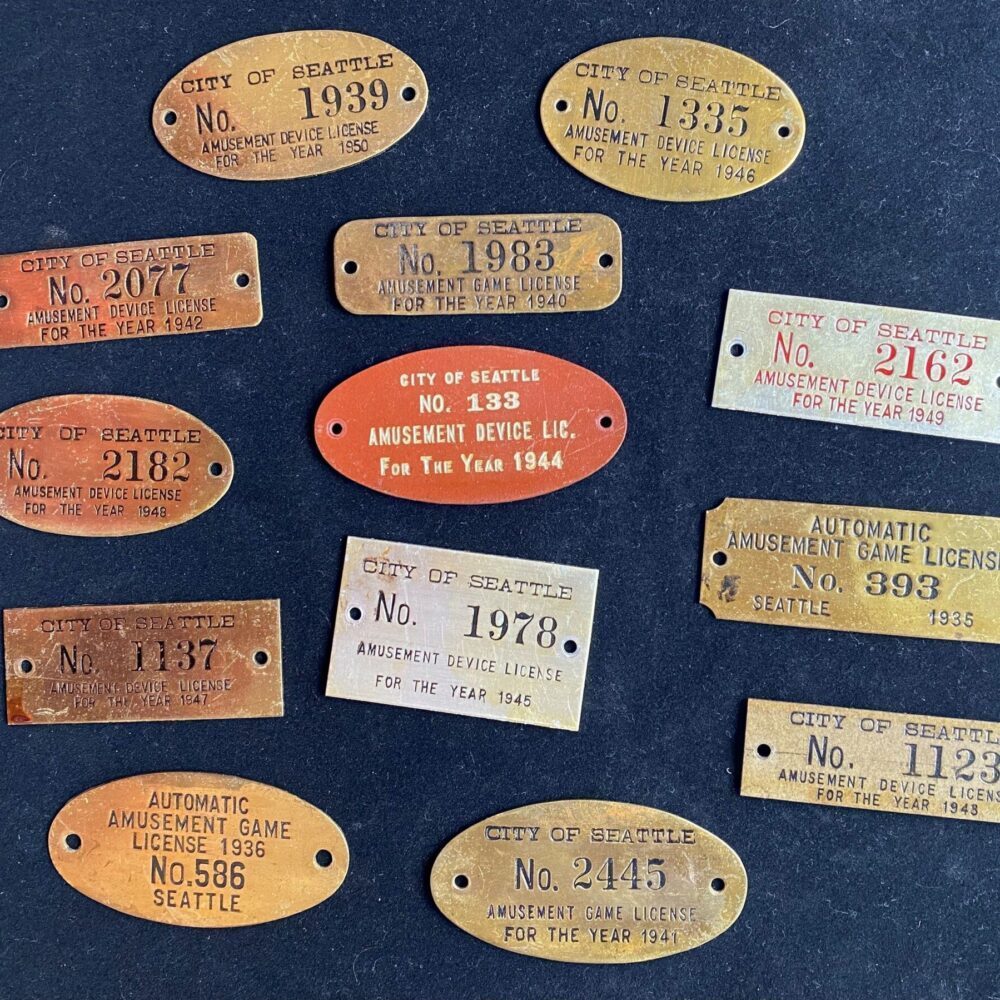 CITY OF SEATTLE
No. 1939
AMUSEMENT DEVICE LICENSE
FOR THE YEAR 1950
CITY OF SEATTLE
No. 1335
AMUSEMENT DEVICE LICENSE
FOR THE YEAR 1946
CITY OF SEATTLE
No. 2077
AMUSEMENT DEVICE LICENSE
FOR THE YEAR 1942
CITY OF SEATTLE
No. 1983
AMUSEMENT GAME LICENSE
FOR THE YEAR 1940
CITY OF SEATTLE
No. 2162
AMUSEMENT DEVICE LICENSE
FOR THE YEAR 1949
CITY OF SEATTLE
No. 2182
AMUSEMENT DEVICE LICENSE
FOR THE YEAR 1948
CITY OF SEATTLE
NO. 133
AMUSEMENT DEVICE LIC.
FOR THE YEAR 1944
AUTOMATIC
AMUSEMENT GAME LICENS
No. 393
SEATTLE 1935
CITY OF SEATTLE
No. 1137
AMUSEMENT DEVICE LICENSE
FOR THE YEAR 1947
CITY OF SEATTLE
No. 1978
AMUSEMENT DEVICE LICENSE
FOR THE YEAR 1945
CITY OF SEATTL
No. 1123
AMUSEMENT DEVICE LICENS
FOR THE YEAR
AUTOMATIC
AMUSEMENT GAME
LICENSE 1936
No. 586
SEATTLE
CITY OF SEATTLE
No. 2445
AMUSEMENT GAME LICENSE
FOR THE YEAR 1941